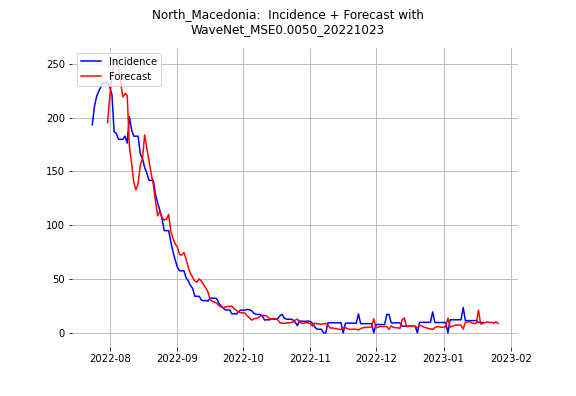 North_Macedonia:  Incidence + Forecast with
WaveNet_MSE0.0050_20221023
Incidence
Forecast
250
200
150
100
50
0
2022-08 2022-09 2022-10 2022-11 2022-12 2023-01 2023-02